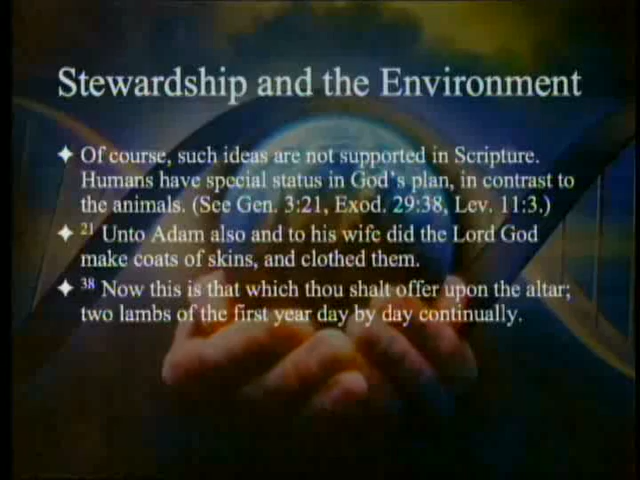 Stewardship and the Environment
✦ Of course, such ideas are not supported in Scripture.
Humans have special status in God's plan, in contrast to
the animals. (See Gen. 3:21, Exod. 29:38, Lev. 11:3.)
✦ 21 Unto Adam also and to his wife did the Lord God
make coats of skins, and clothed them.
✦ 38 Now this is that which thou shalt offer upon the altar;
two lambs of the first year day by day continually.